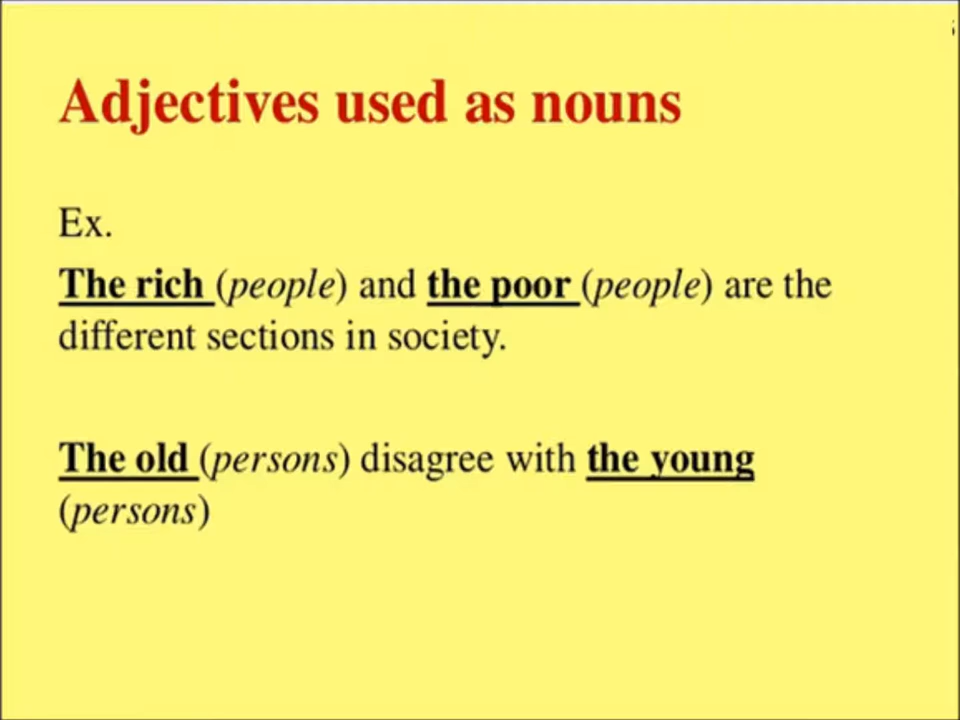 Adjectives used as nouns
Ex.
The rich (people) and the poor (people) are the
different sections in society.
The old (persons) disagree with the young
(persons)